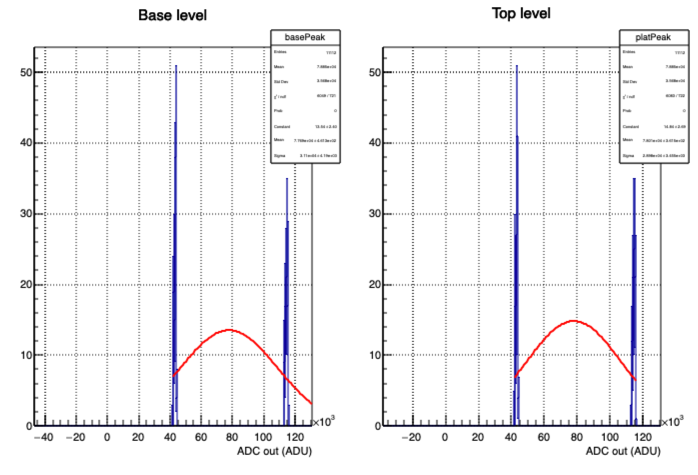 Base level
basePeak
Entries
Mean
Std Dev
Prob 0
Constant
Mean
Sigma
50
40
30
20
10
0
−40 −20 0 20 40 60 80 100 120
×10³
ADC out (ADU)
Top level
platPeak
Entries
Mean
Std Dev
Prob 0
Constant
Mean
Sigma
50
40
30
20
10
0
−20 0 20 40 60 80 100 120
×10³
ADC out (ADU)